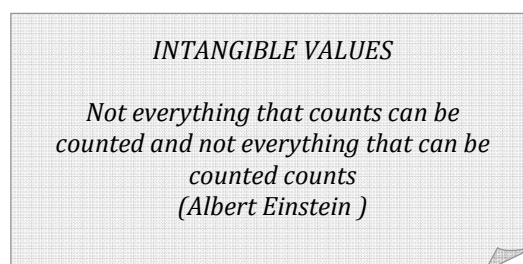 INTANGIBLE VALUES
Not everything that counts can be
counted and not everything that can be
counted counts
(Albert Einstein )